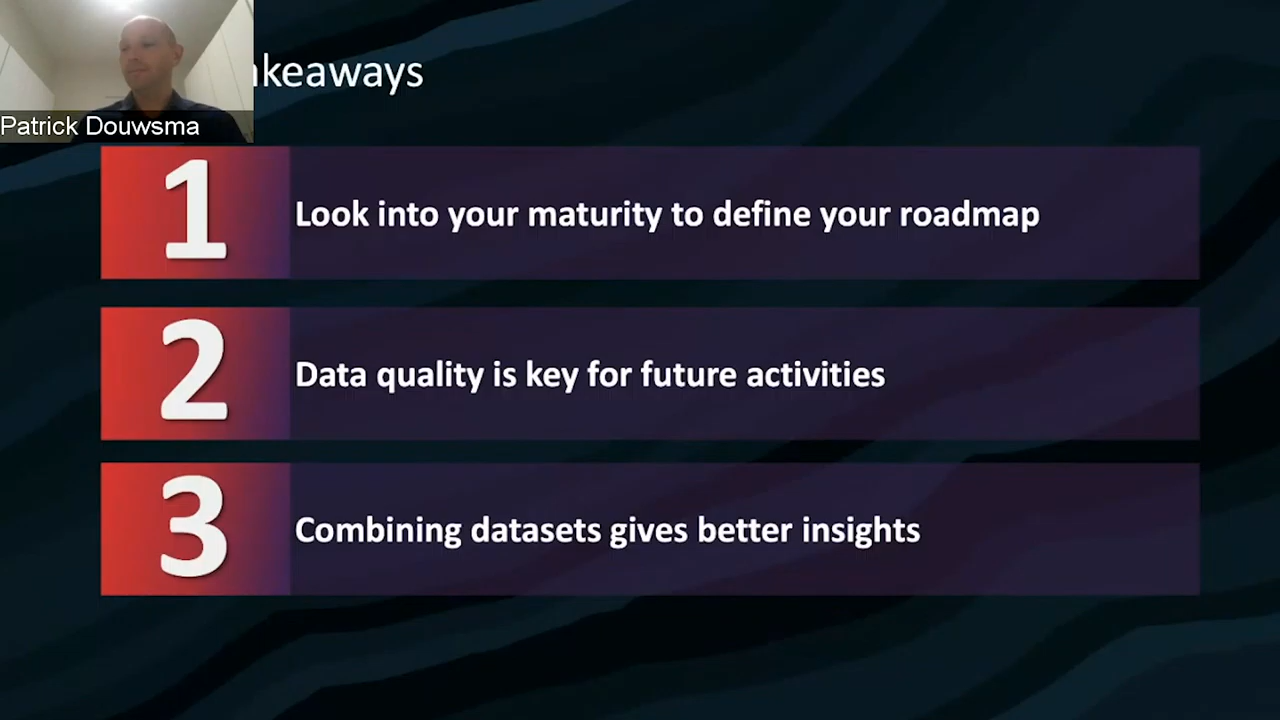 akeaways
Patrick Douwsma
1
Look into your maturity to define your roadmap
2
Data quality is key for future activities
3
Combining datasets gives better insights